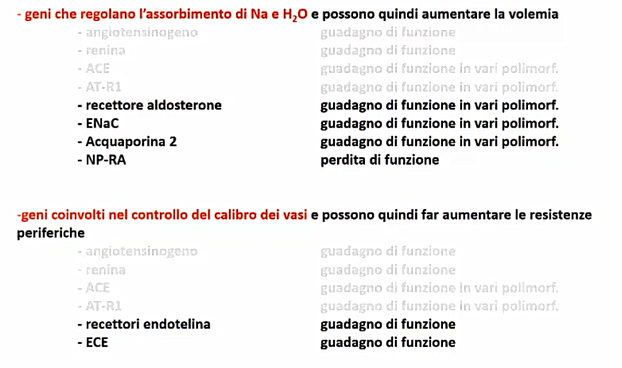 - geni che regolano l'assorbimento di Na e H2O e possono quindi aumentare la volemia
- angiotensinogeno guadagno di funzione
- renina guadagno di funzione
- ACE guadagno di funzione in vari polimorf.
- AT-R1 guadagno di funzione in vari polimorf.
- recettore aldosterone guadagno di funzione in vari polimorf.
- ENaC guadagno di funzione in vari polimorf.
- Acquaporina 2 guadagno di funzione in vari polimorf.
- NP-RA perdita di funzione
-geni coinvolti nel controllo del calibro dei vasi e possono quindi far aumentare le resistenze
periferiche
- angiotensinogeno guadagno di funzione
- renina guadagno di funzione
- ACE guadagno di funzione in vari polimorf.
- AT-R1 guadagno di funzione in vari polimorf.
- recettori endotelina guadagno di funzione
- ECE guadagno di funzione